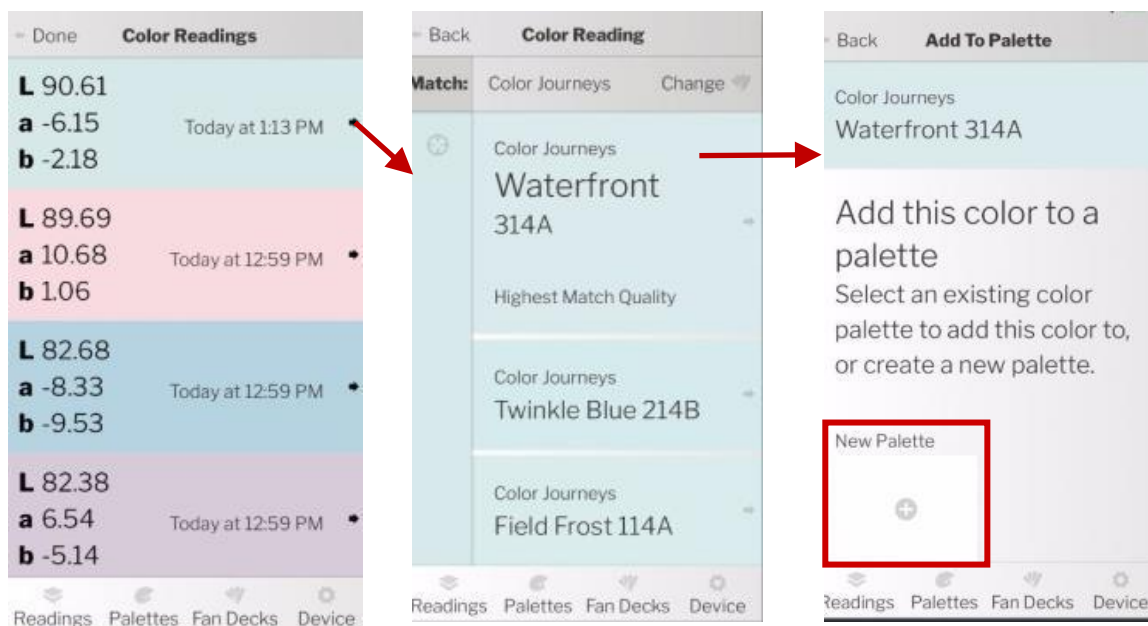 Done Color Readings
L 90.61
a -6.15 Today at 1:13 PM
b -2.18
L 89.69
a 10.68 Today at 12:59 PM
b 1.06
L 82.68
a -8.33 Today at 12:59 PM
b -9.53
L 82.38
a 6.54 Today at 12:59 PM
b -5.14
Readings Palettes Fan Decks Device
Back Color Reading
Match: Color Journeys Change
Color Journeys
Waterfront
314A
Highest Match Quality
Color Journeys
Twinkle Blue 214B
Color Journeys
Field Frost 114A
Readings Palettes Fan Decks Device
Back Add To Palette
Color Journeys
Waterfront 314A
Add this color to a
palette
Select an existing color
palette to add this color to,
or create a new palette.
New Palette
Readings Palettes Fan Decks Device